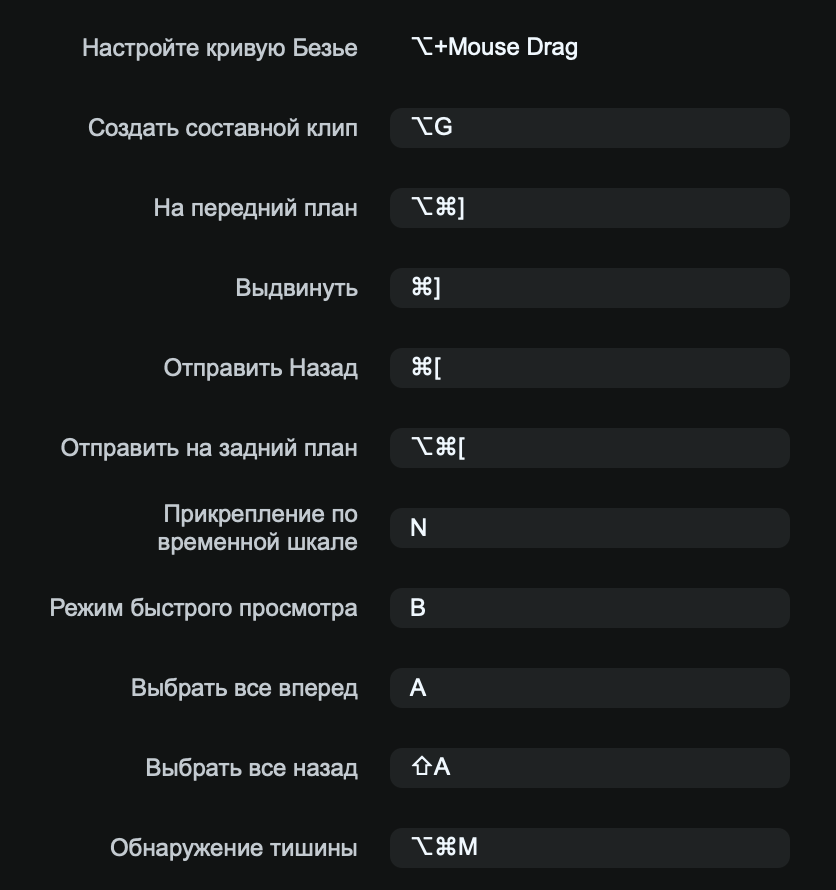 Настройте кривую Безье ⌥+Mouse Drag
Создать составной клип ⌥G
На передний план ⌥⌘]
Выдвинуть ⌘]
Отправить Назад ⌘[
Отправить на задний план ⌥⌘[
Прикрепление по
временной шкале N
Режим быстрого просмотра B
Выбрать все вперед A
Выбрать все назад ⇧A
Обнаружение тишины ⌥⌘M